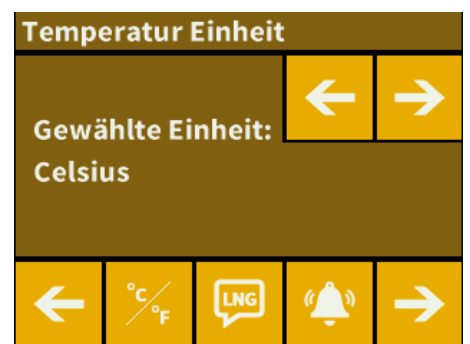 Temperatur Einheit
Gewählte Einheit:
Celsius
°C/°F
LNG